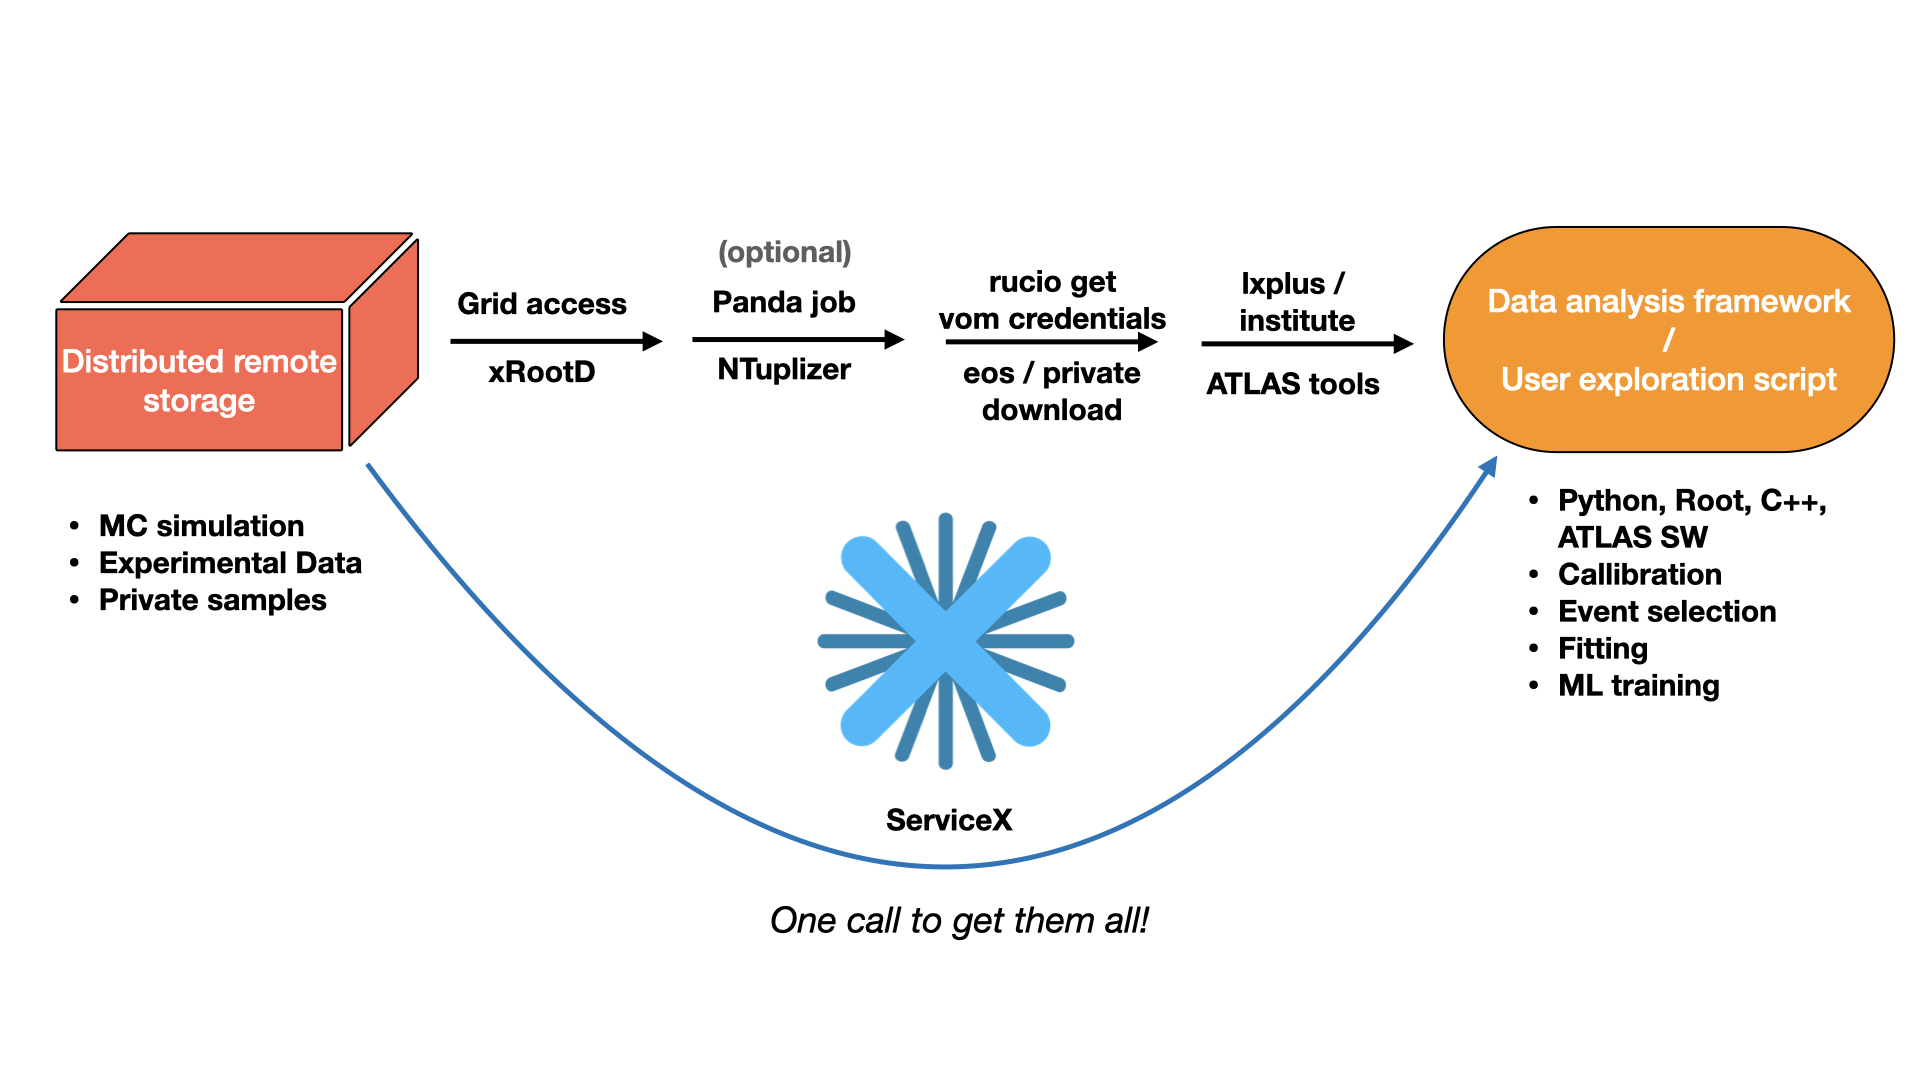 Distributed remote
storage
• MC simulation
• Experimental Data
• Private samples
Grid access
xRootD
(optional)
Panda job
NTuplizer
rucio get
vom credentials
eos / private
download
lxplus /
institute
ATLAS tools
Data analysis framework
/
User exploration script
• Python, Root, C++,
ATLAS SW
• Callibration
• Event selection
• Fitting
• ML training
ServiceX
One call to get them all!